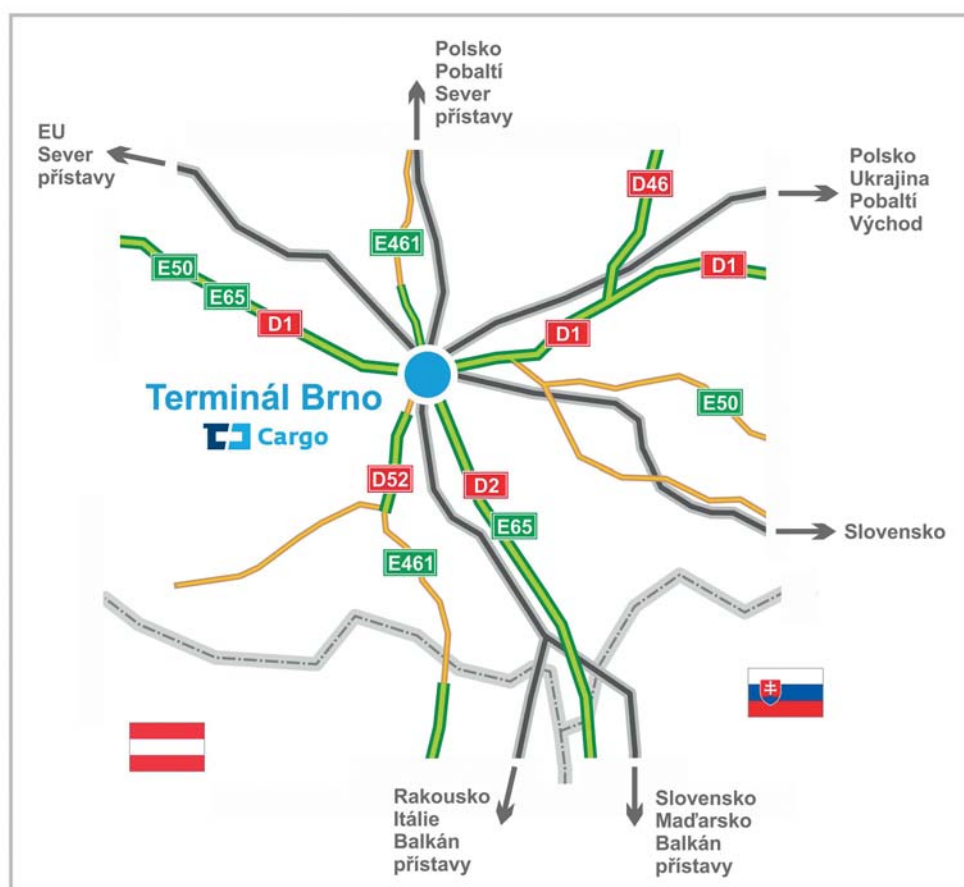 Polsko
Pobaltí
Sever
přístavy
EU
Sever
přístavy
Polsko
Ukrajina
Pobaltí
Východ
D46
E461
D1
E50
E65
D1
D1
Terminál Brno
Cargo
E50
D52
D2
E65
Slovensko
E461
Rakousko
Itálie
Balkán
přístavy
Slovensko
Maďarsko
Balkán
přístavy